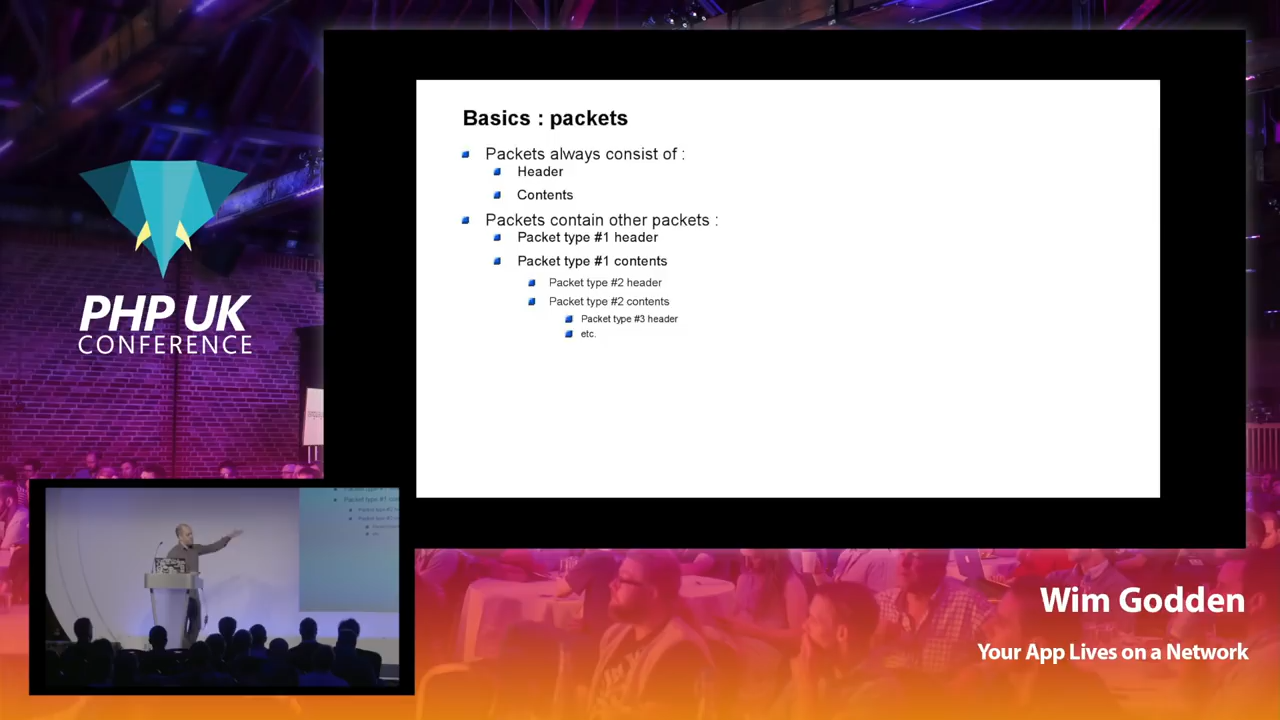 Basics : packets
Packets always consist of :
Header
Contents
Packets contain other packets :
Packet type #1 header
Packet type #1 contents
Packet type #2 header
Packet type #2 contents
Packet type #3 header
etc.
PHP UK
CONFERENCE
Wim Godden
Your App Lives on a Network